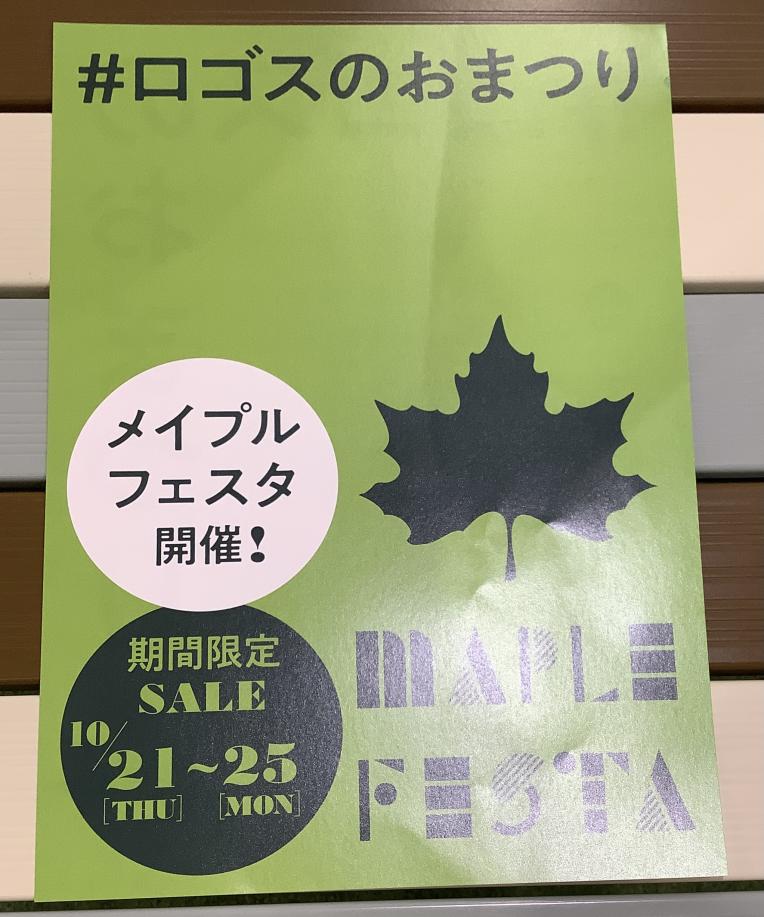 #ロゴスのおまつり
メイプル
フェスタ
開催!
期間限定
SALE
10/21~25
[THU] [MON]
MAPLE
FESTA